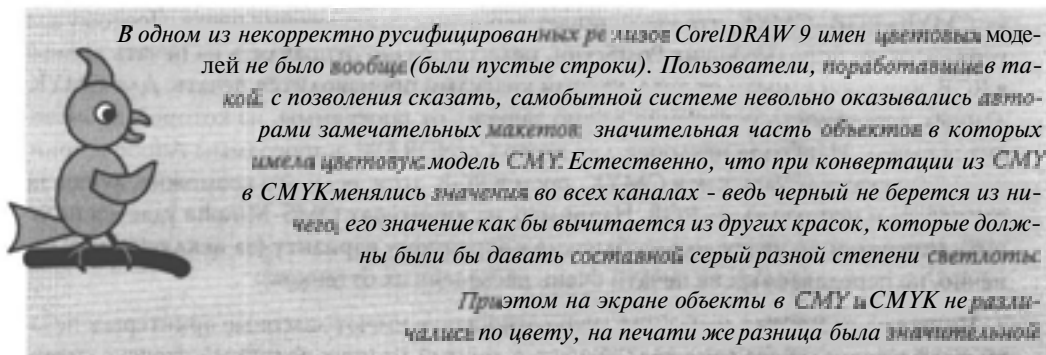 В одном из некорректно русифицированных релизов CorelDRAW 9 имен цветовых моде-
лей не было вообще (были пустые строки). Пользователи, поработавшие в та-
кой, с позволения сказать, самобытной системе невольно оказывались авто-
рами замечательных макетов, значительная часть объектов в которых
имела цветовую модель CMY. Естественно, что при конвертации из CMY
в CMYK менялись значения во всех каналах - ведь черный не берется из ни-
чего, его значение как бы вычитается из других красок, которые долж-
ны были бы давать составной серый разной степени светлоты.
При этом на экране объекты в CMY и CMYK не разли-
чались по цвету, на печати же разница была значительной